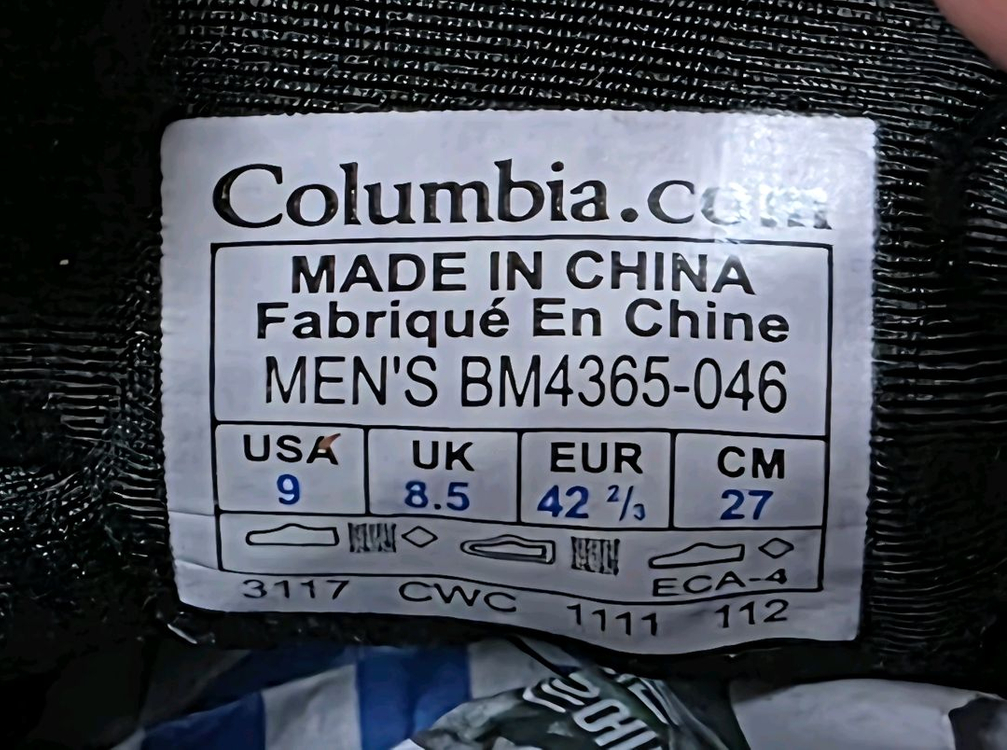 Columbia.com
MADE IN CHINA
Fabriqué En Chine
MEN'S BM4365-046
USA UK EUR CM
9 8.5 42 2/3 27
ECA-4
3117 CWC 1111 112